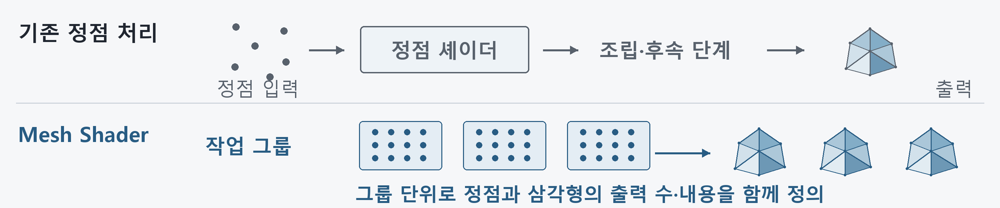 기존 정점 처리
정점 입력
정점 셰이더
조립·후속 단계
출력
Mesh Shader
작업 그룹
그룹 단위로 정점과 삼각형의 출력 수·내용을 함께 정의